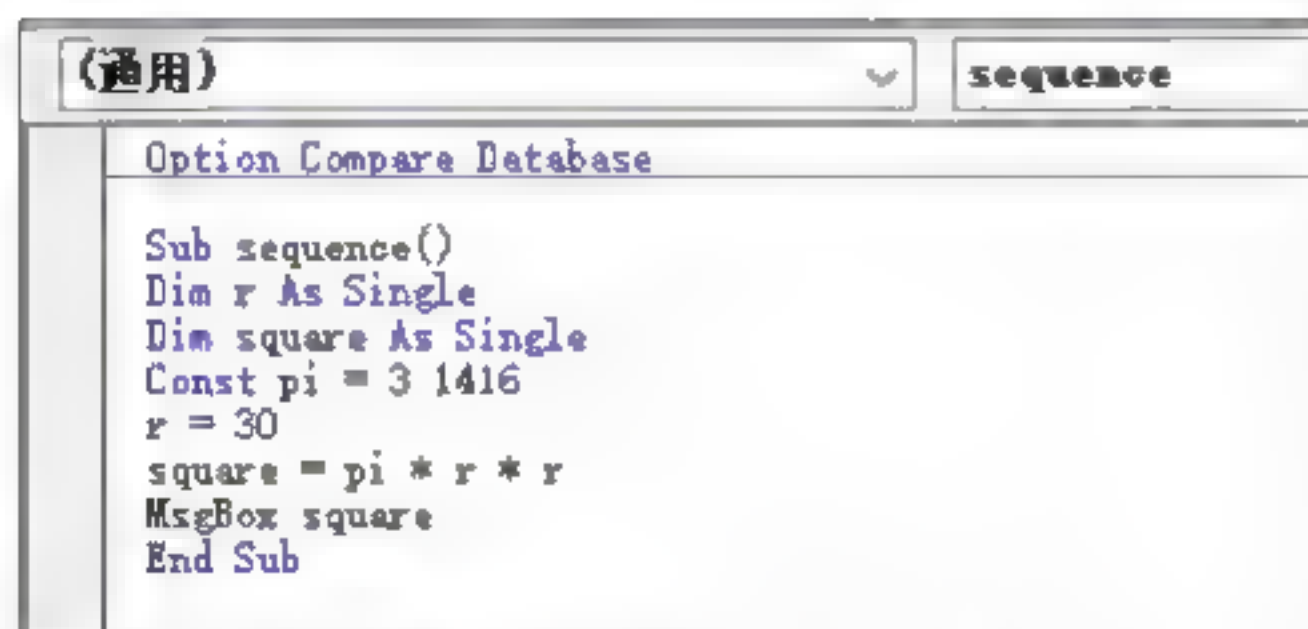 (通用)
sequence
Option Compare Database
Sub sequence()
Dim r As Single
Dim square As Single
Const pi = 3 1416
r = 30
square = pi * r * r
MsgBox square
End Sub